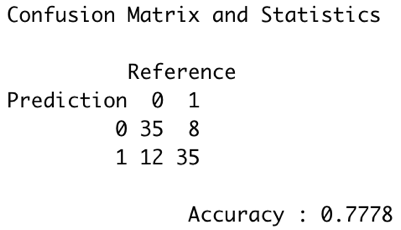 Confusion Matrix and Statistics
Reference
Prediction 0 1
0 35 8
1 12 35
Accuracy : 0.7778